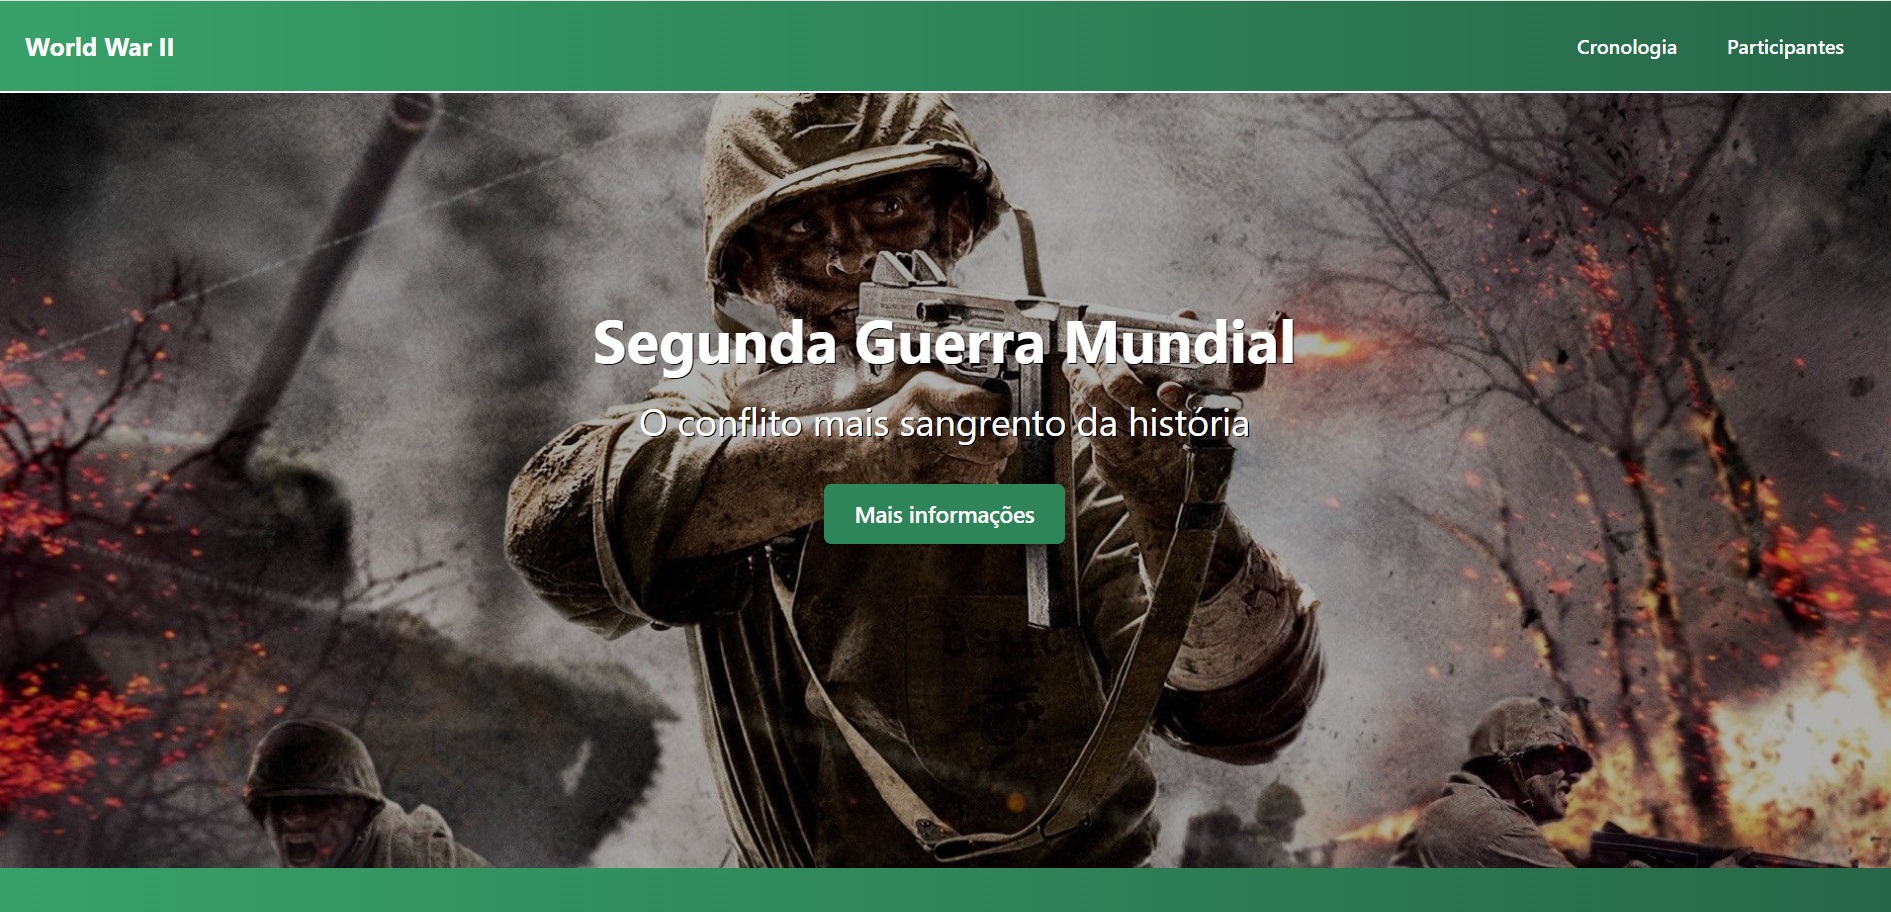 World War II
Cronologia
Participantes
Segunda Guerra Mundial
O conflito mais sangrento da história
Mais informações